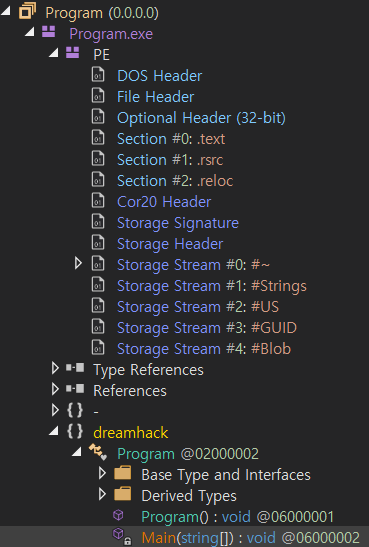 Program (0.0.0.0)
Program.exe
PE
DOS Header
File Header
Optional Header (32-bit)
Section #0: .text
Section #1: .rsrc
Section #2: .reloc
Cor20 Header
Storage Signature
Storage Header
Storage Stream #0: #~
Storage Stream #1: #Strings
Storage Stream #2: #US
Storage Stream #3: #GUID
Storage Stream #4: #Blob
Type References
References
{ } -
{ } dreamhack
Program @02000002
Base Type and Interfaces
Derived Types
Program() : void @06000001
Main(string[]) : void @06000002